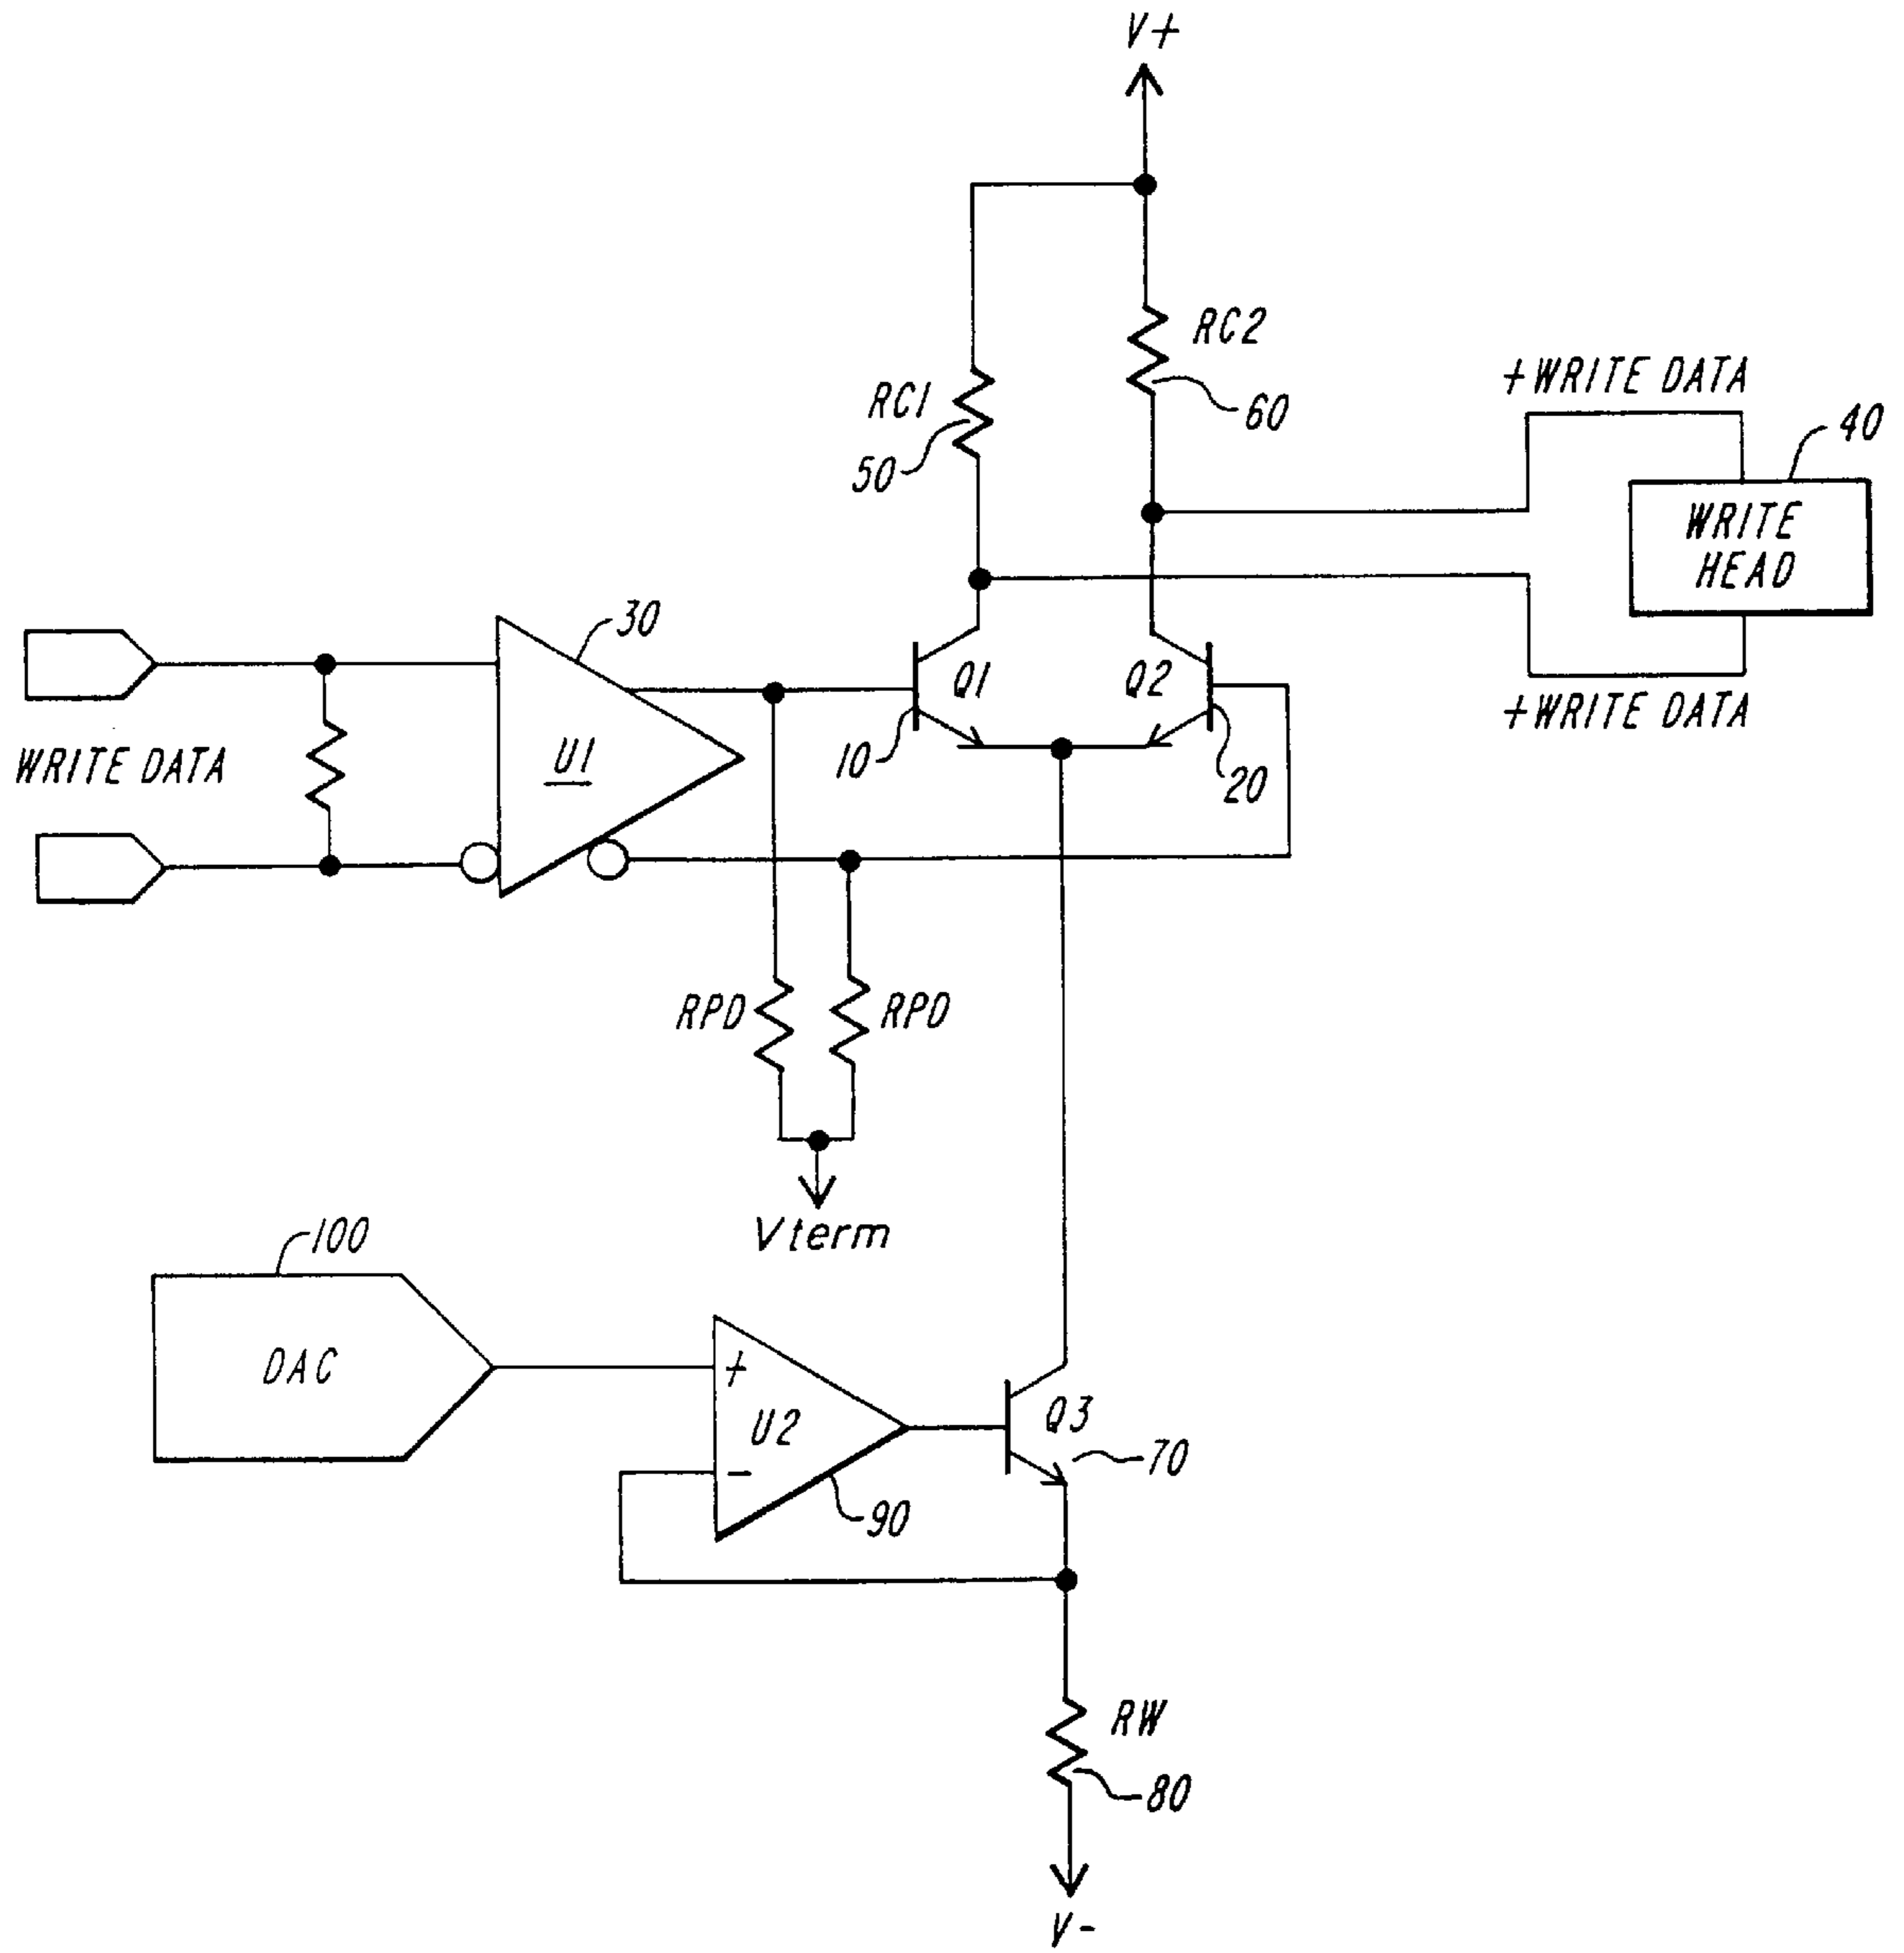 V+
RC2
+WRITE DATA
RC1
60
40
50
WRITE
HEAD
30
Q1
Q2
+WRITE DATA
WRITE DATA
U1
10
20
RPD
RPD
Vterm
100
DAC
+
U2
Q3
-
70
90
RW
80
V-